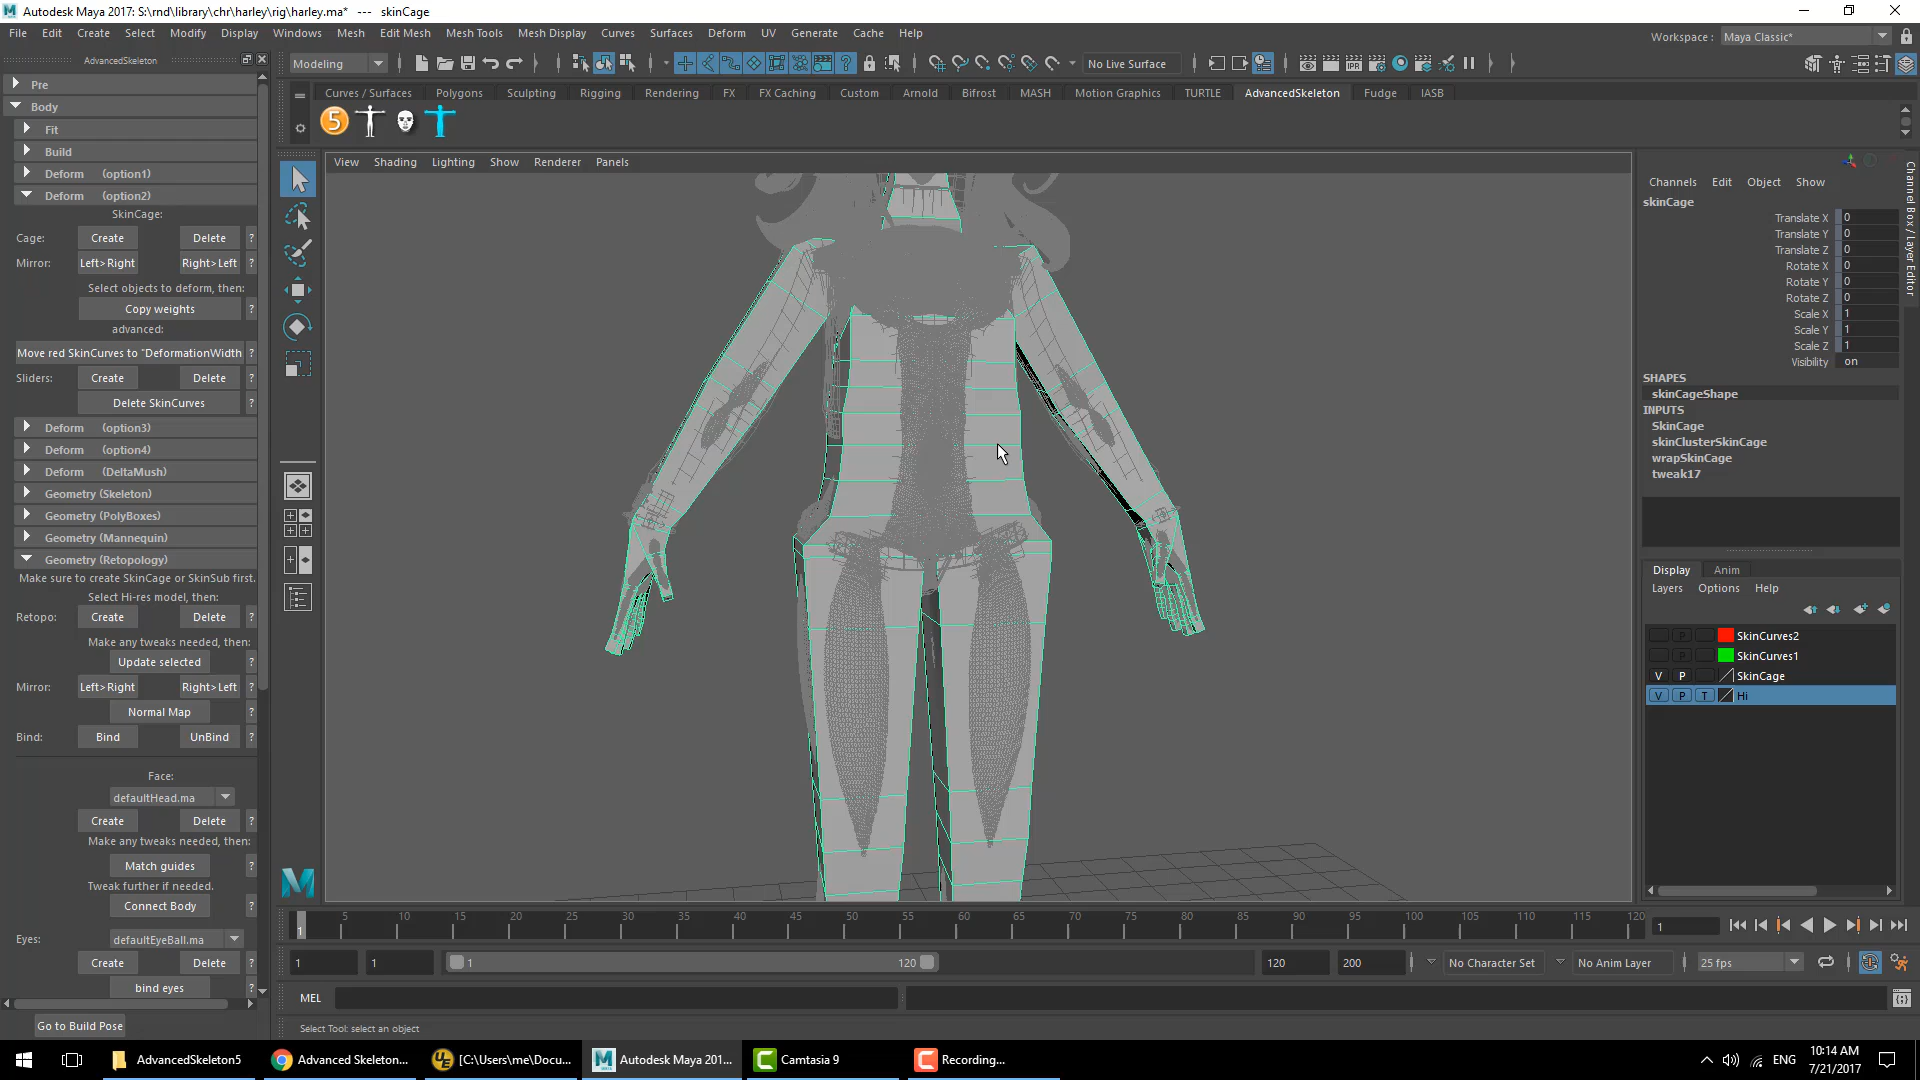 Autodesk Maya 2017: S:\rnd\library\chr\harley\rig\harley.ma*   ---   skinCage
File Edit Create Select Modify Display Windows Mesh Edit Mesh Mesh Tools Mesh Display Curves Surfaces Deform UV Generate Cache Help
Workspace : Maya Classic*
AdvancedSkeleton
Modeling
No Live Surface
Curves / Surfaces Polygons Sculpting Rigging Rendering FX FX Caching Custom Arnold Bifrost MASH Motion Graphics TURTLE AdvancedSkeleton Fudge IASB
5
Pre
Body
Fit
Build
Deform (option1)
Deform (option2)
SkinCage:
Cage: Create Delete ?
Mirror: Left>Right Right>Left ?
Select objects to deform, then:
Copy weights ?
advanced:
Move red SkinCurves to "DeformationWidth ?
Sliders: Create Delete ?
Delete SkinCurves ?
Deform (option3)
Deform (option4)
Deform (DeltaMush)
Geometry (Skeleton)
Geometry (PolyBoxes)
Geometry (Mannequin)
Geometry (Retopology)
Make sure to create SkinCage or SkinSub first.
Select Hi-res model, then:
Retopo: Create Delete ?
Make any tweaks needed, then:
Update selected ?
Mirror: Left>Right Right>Left ?
Normal Map ?
Bind: Bind UnBind ?
Face:
defaultHead.ma
Create Delete ?
Make any tweaks needed, then:
Match guides ?
Tweak further if needed.
Connect Body ?
Eyes: defaultEyeBall.ma
Create Delete ?
bind eyes ?
Go to Build Pose
View Shading Lighting Show Renderer Panels
Channels Edit Object Show
skinCage
Translate X 0
Translate Y 0
Translate Z 0
Rotate X 0
Rotate Y 0
Rotate Z 0
Scale X 1
Scale Y 1
Scale Z 1
Visibility on
SHAPES
skinCageShape
INPUTS
SkinCage
skinClusterSkinCage
wrapSkinCage
tweak17
Channel Box / Layer Editor
Display Anim
Layers Options Help
P SkinCurves2
P SkinCurves1
V P SkinCage
V P T Hi
1 5 10 15 20 25 30 35 40 45 50 55 60 65 70 75 80 85 90 95 100 105 110 115 120
1
1 1 1 120 120 200 No Character Set No Anim Layer 25 fps
MEL
Select Tool: select an object
AdvancedSkeleton5 Advanced Skeleton... [C:\Users\me\Docu... Autodesk Maya 201... Camtasia 9 Recording...
ENG
10:14 AM
7/21/2017